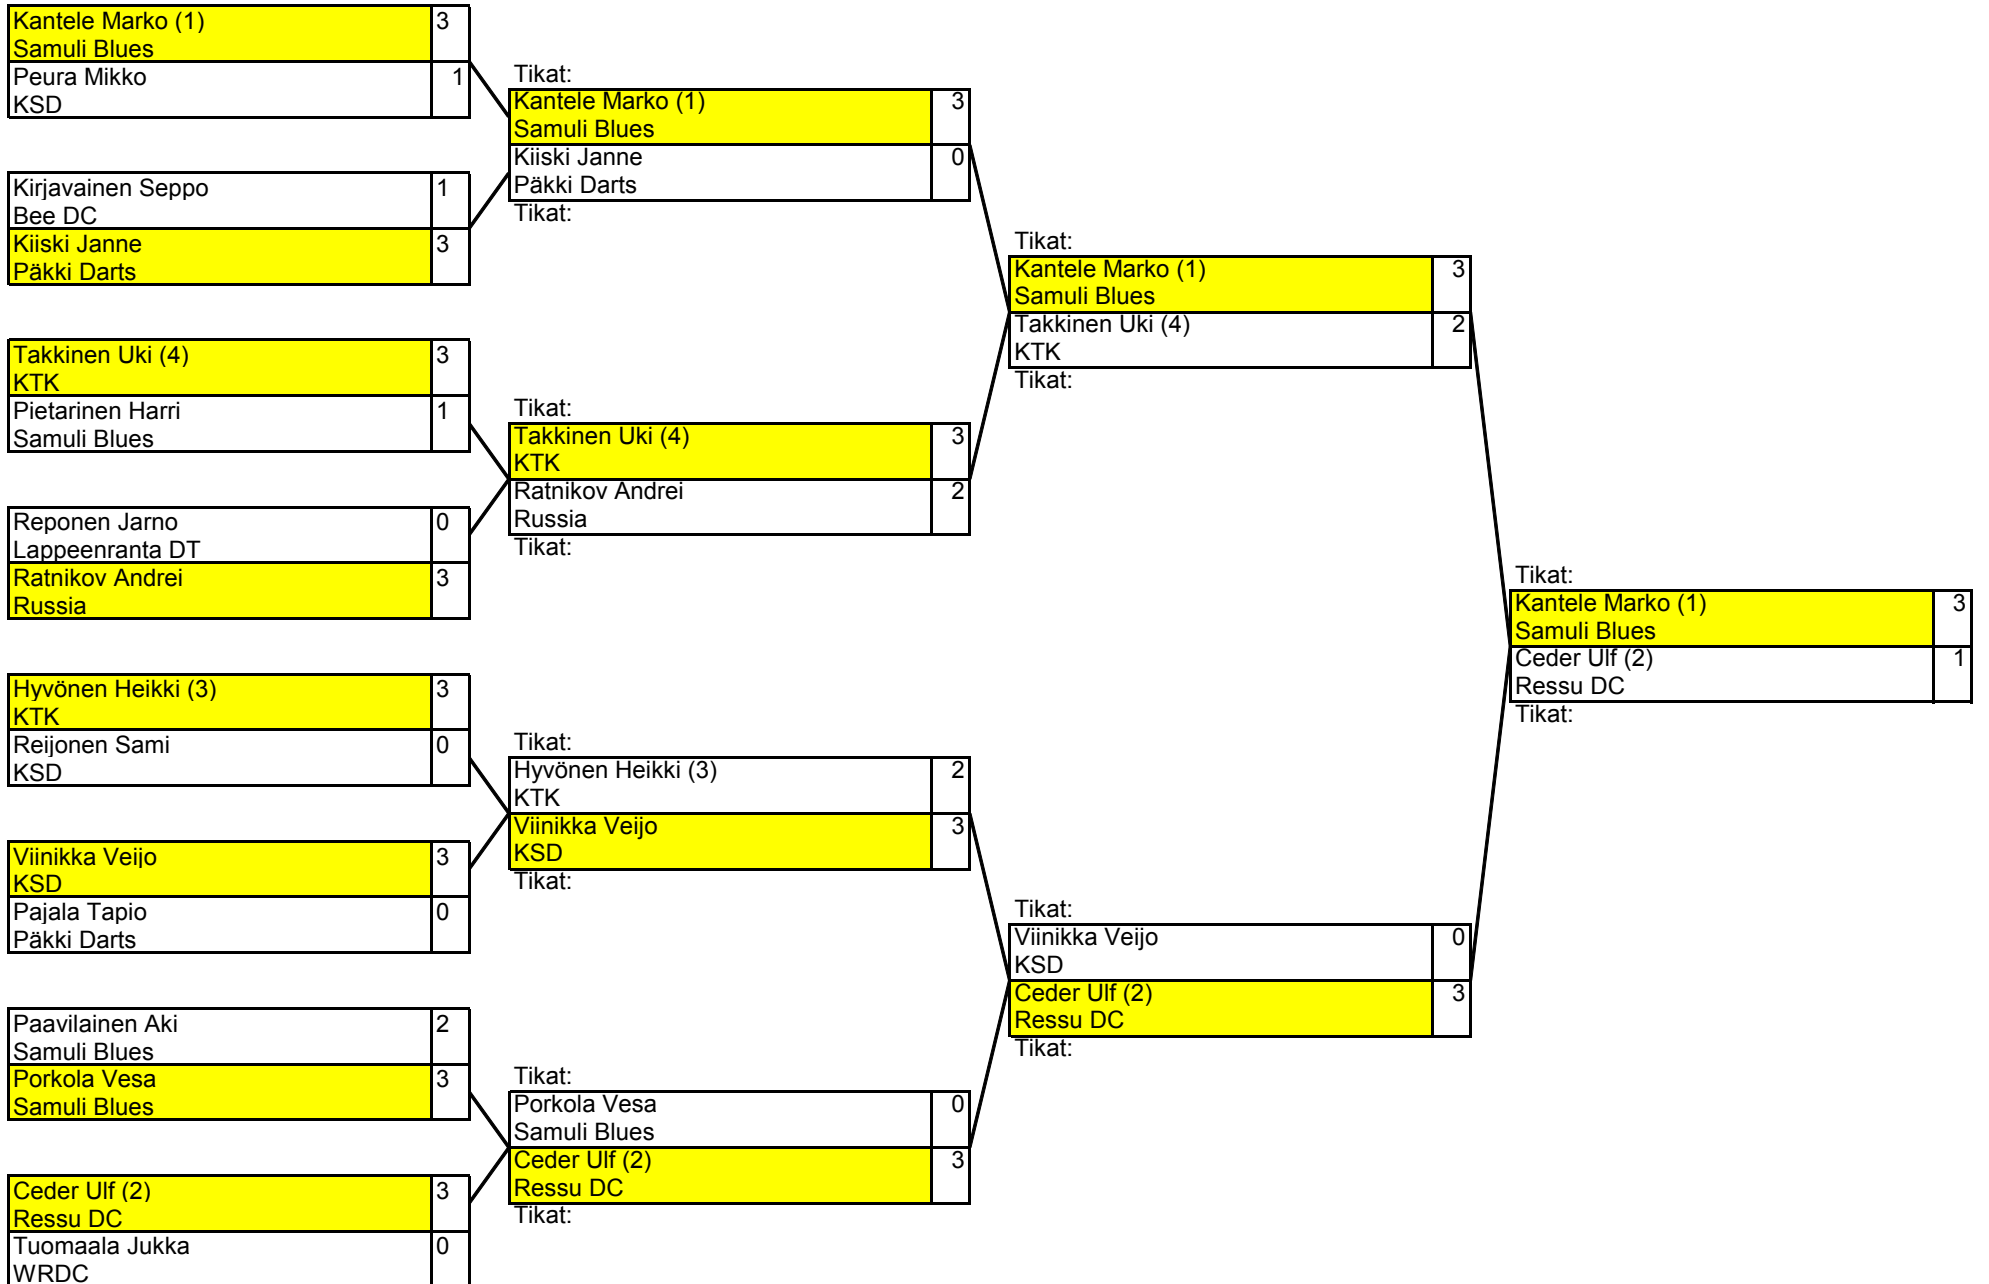 Kantele Marko (1) 3
Samuli Blues
Peura Mikko 1
KSD
Kirjavainen Seppo 1
Bee DC
Kiiski Janne 3
Päkki Darts
Takkinen Uki (4) 3
KTK
Pietarinen Harri 1
Samuli Blues
Reponen Jarno 0
Lappeenranta DT
Ratnikov Andrei 3
Russia
Hyvönen Heikki (3) 3
KTK
Reijonen Sami 0
KSD
Viinikka Veijo 3
KSD
Pajala Tapio 0
Päkki Darts
Paavilainen Aki 2
Samuli Blues
Porkola Vesa 3
Samuli Blues
Ceder Ulf (2) 3
Ressu DC
Tuomaala Jukka 0
WRDC
Tikat:
Kantele Marko (1) 3
Samuli Blues
Kiiski Janne 0
Päkki Darts
Tikat:
Tikat:
Takkinen Uki (4) 3
KTK
Ratnikov Andrei 2
Russia
Tikat:
Tikat:
Hyvönen Heikki (3) 2
KTK
Viinikka Veijo 3
KSD
Tikat:
Tikat:
Porkola Vesa 0
Samuli Blues
Ceder Ulf (2) 3
Ressu DC
Tikat:
Tikat:
Kantele Marko (1) 3
Samuli Blues
Takkinen Uki (4) 2
KTK
Tikat:
Tikat:
Viinikka Veijo 0
KSD
Ceder Ulf (2) 3
Ressu DC
Tikat:
Tikat:
Kantele Marko (1) 3
Samuli Blues
Ceder Ulf (2) 1
Ressu DC
Tikat: